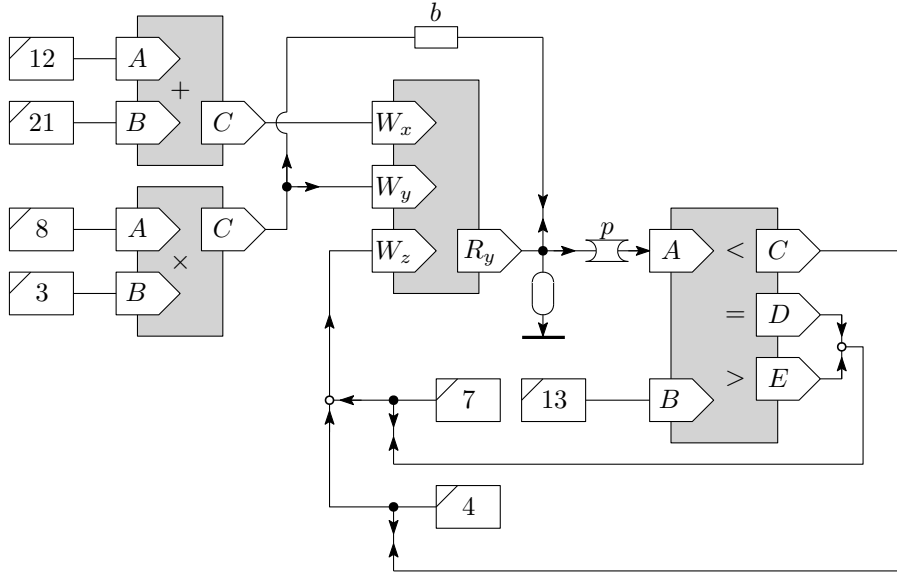 b
12 A
+
21 B C W_x
W_y
8 A C
×
3 B W_z R_y p A < C
= D
> E
7 13 B
4